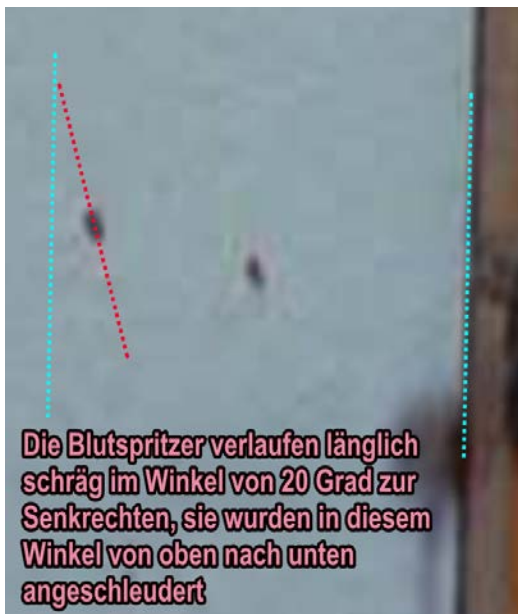 Die Blutspritzer verlaufen länglich
schräg im Winkel von 20 Grad zur
Senkrechten, sie wurden in diesem
Winkel von oben nach unten
angeschleudert